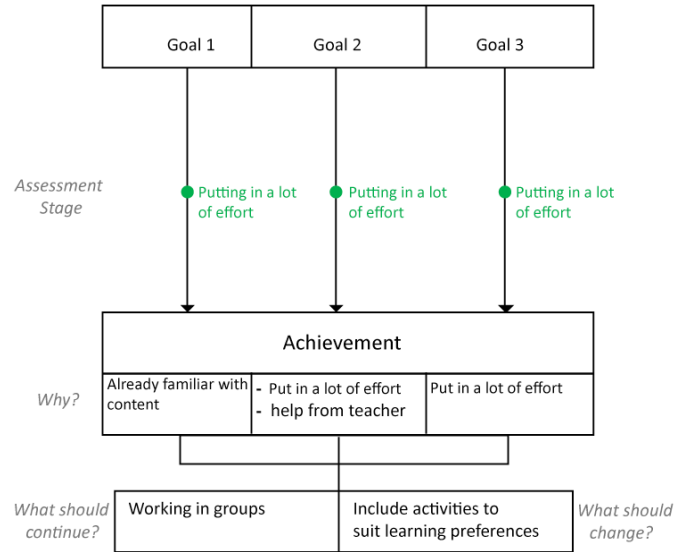 Goal 1
Goal 2
Goal 3
Assessment
Stage
Putting in a lot
of effort
Putting in a lot
of effort
Putting in a lot
of effort
Achievement
Why?
Already familiar with
content
- Put in a lot of effort
- help from teacher
Put in a lot of effort
What should
continue?
Working in groups
Include activities to
suit learning preferences
What should
change?